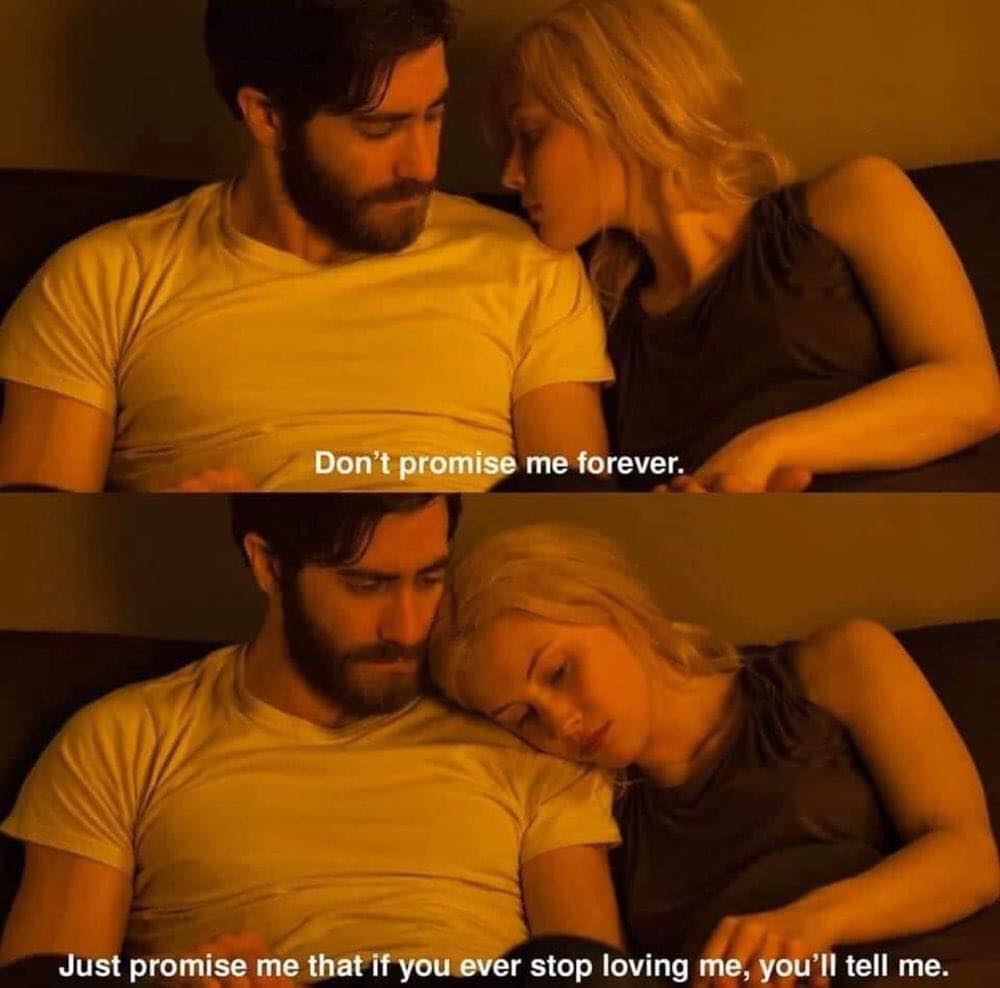 Don't promise me forever.
Just promise me that if you ever stop loving me, you'll tell me.